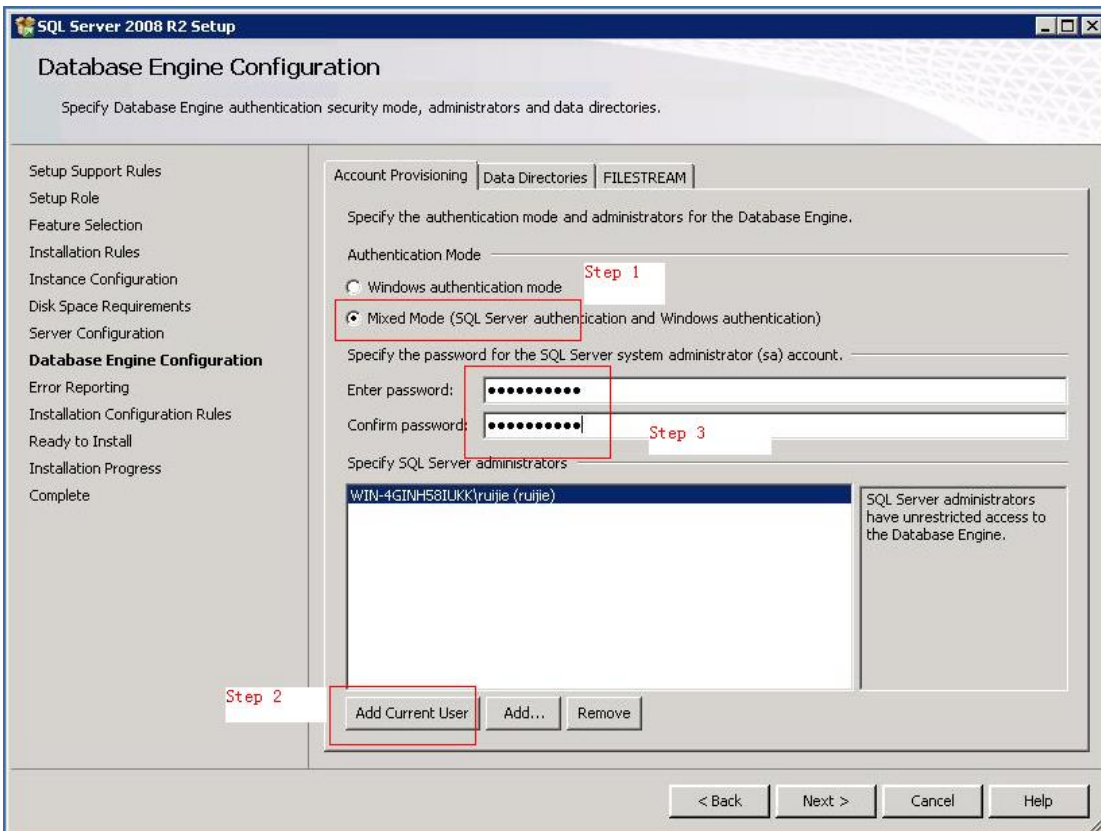 SQL Server 2008 R2 Setup
Database Engine Configuration
Specify Database Engine authentication security mode, administrators and data directories.
Setup Support Rules
Setup Role
Feature Selection
Installation Rules
Instance Configuration
Disk Space Requirements
Server Configuration
Database Engine Configuration
Error Reporting
Installation Configuration Rules
Ready to Install
Installation Progress
Complete
Account Provisioning
Data Directories
FILESTREAM
Specify the authentication mode and administrators for the Database Engine.
Authentication Mode
Step 1
Windows authentication mode
Mixed Mode (SQL Server authentication and Windows authentication)
Specify the password for the SQL Server system administrator (sa) account.
Enter password: ●●●●●●●●●●
Confirm password: ●●●●●●●●●●
Step 3
Specify SQL Server administrators
WIN-4GINH58IUKK\ruijie (ruijie)
SQL Server administrators
have unrestricted access to
the Database Engine.
Step 2
Add Current User
Add...
Remove
< Back
Next >
Cancel
Help